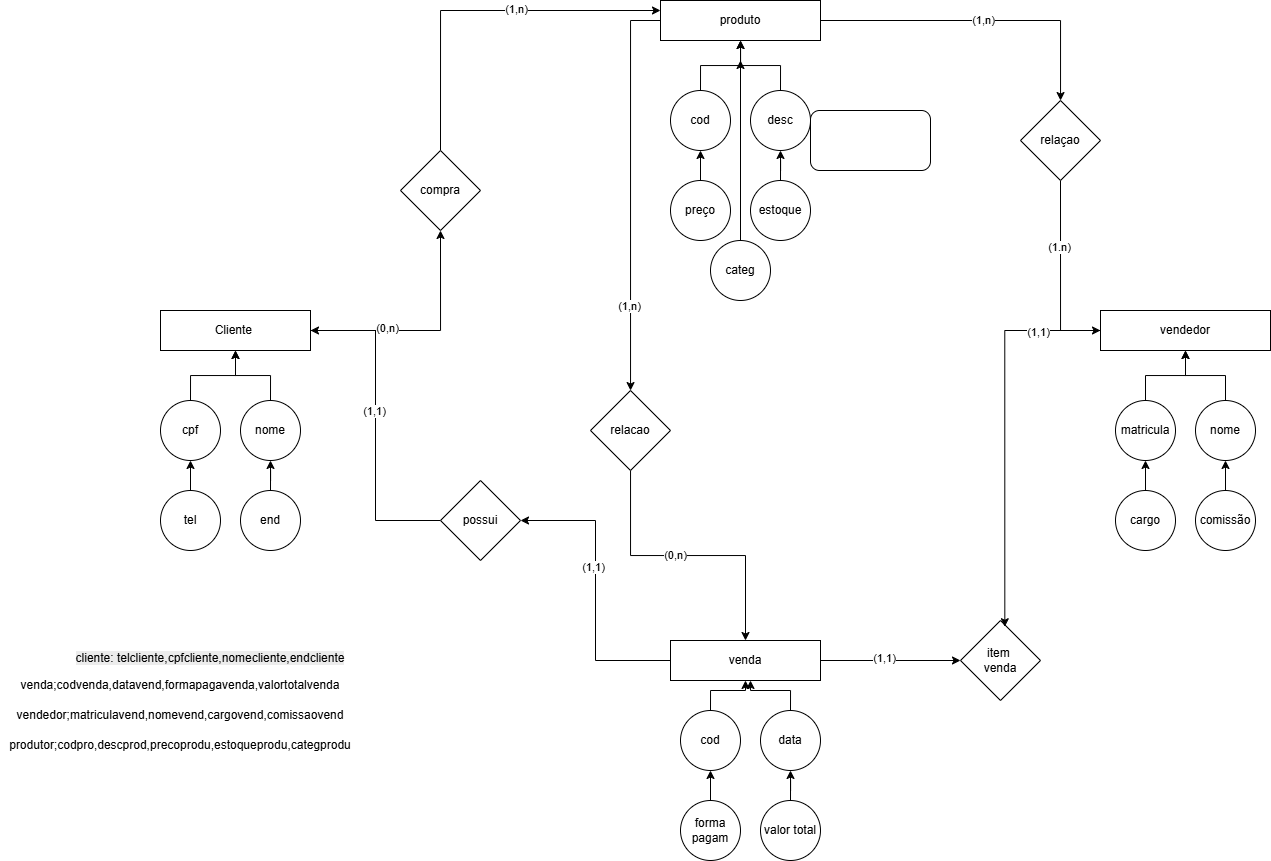 (1,n)
produto
(1,n)
cod
desc
relaçao
compra
preço
estoque
(1.n)
categ
(1,n)
Cliente
(0,n)
(1,1)
vendedor
(1,1)
cpf
nome
relacao
matricula
nome
tel
end
possui
cargo
comissão
(0,n)
(1,1)
cliente: telcliente,cpfcliente,nomecliente,endcliente
venda
(1,1)
item
venda
venda;codvenda,datavend,formapagavenda,valortotalvenda
vendedor;matriculavend,nomevend,cargovend,comissaovend
produtor;codpro,descprod,precoprodu,estoqueprodu,categprodu
cod
data
forma
pagam
valor total